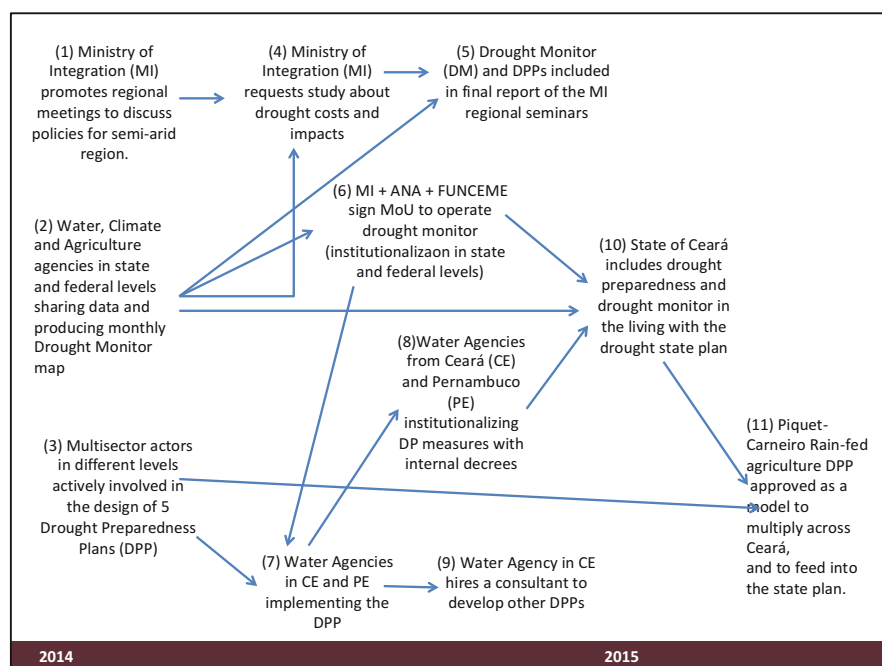 (1) Ministry of
Integration (MI)
promotes regional
meetings to discuss
policies for semi-arid
region.
(4) Ministry of
Integration (MI)
requests study about
drought costs and
impacts
(5) Drought Monitor
(DM) and DPPs included
in final report of the MI
regional seminars
(2) Water, Climate
and Agriculture
agencies in state
and federal levels
sharing data and
producing monthly
Drought Monitor
map
(6) MI + ANA + FUNCEME
sign MoU to operate
drought monitor
(institutionalizaon in state
and federal levels)
(10) State of Ceará
includes drought
preparedness and
drought monitor in
the living with the
drought state plan
(8)Water Agencies
from Ceará (CE)
and Pernambuco
(PE)
institutionalizing
DP measures with
internal decrees
(3) Multisector actors
in different levels
actively involved in
the design of 5
Drought Preparedness
Plans (DPP)
(11) Piquet-
Carneiro Rain-fed
agriculture DPP
approved as a
model to
multiply across
Ceará,
and to feed into
the state plan.
(7) Water Agencies
in CE and PE
implementing the
DPP
(9) Water Agency in CE
hires a consultant to
develop other DPPs
2014
2015